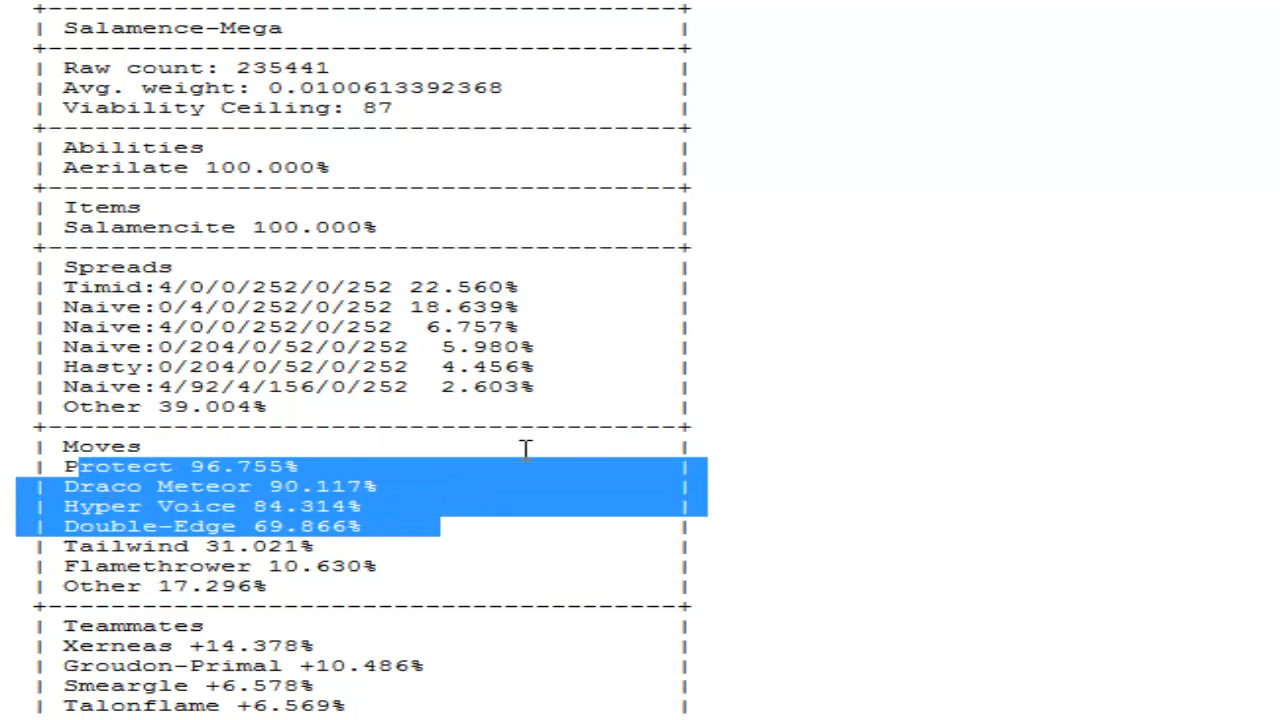 +----------------------------------------+
| Salamence-Mega |
+----------------------------------------+
| Raw count: 235441 |
| Avg. weight: 0.0100613392368 |
| Viability Ceiling: 87 |
+----------------------------------------+
| Abilities |
| Aerilate 100.000% |
+----------------------------------------+
| Items |
| Salamencite 100.000% |
+----------------------------------------+
| Spreads |
| Timid:4/0/0/252/0/252 22.560% |
| Naive:0/4/0/252/0/252 18.639% |
| Naive:4/0/0/252/0/252 6.757% |
| Naive:0/204/0/52/0/252 5.980% |
| Hasty:0/204/0/52/0/252 4.456% |
| Naive:4/92/4/156/0/252 2.603% |
| Other 39.004% |
+----------------------------------------+
| Moves |
| Protect 96.755% |
| Draco Meteor 90.117% |
| Hyper Voice 84.314% |
| Double-Edge 69.866% |
| Tailwind 31.021% |
| Flamethrower 10.630% |
| Other 17.296% |
+----------------------------------------+
| Teammates |
| Xerneas +14.378% |
| Groudon-Primal +10.486% |
| Smeargle +6.578% |
| Talonflame +6.569% |